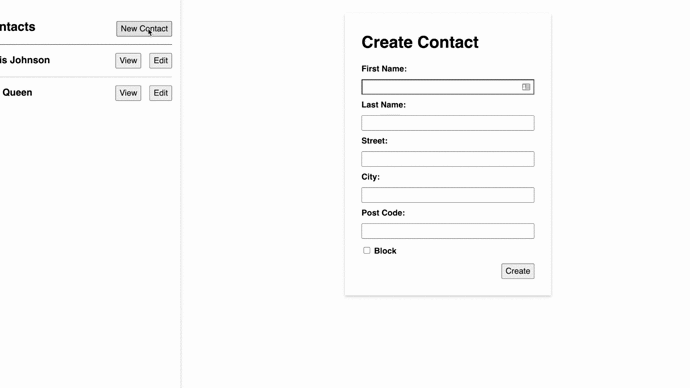 ntacts
New Contact
is Johnson
View
Edit
Queen
View
Edit
Create Contact
First Name:
Last Name:
Street:
City:
Post Code:
Block
Create